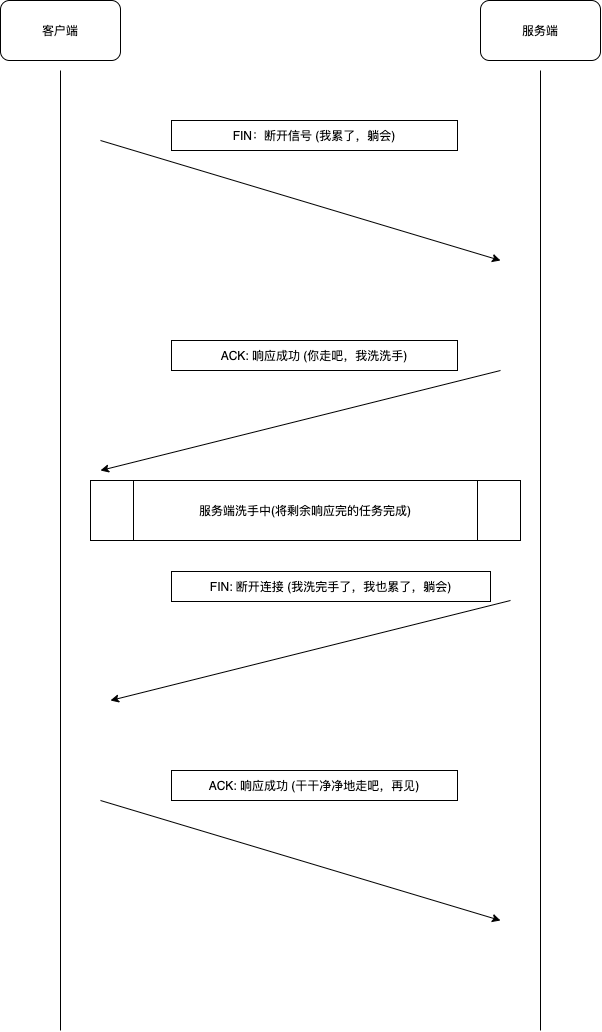 客户端
服务端
FIN：断开信号 (我累了，躺会)
ACK: 响应成功 (你走吧，我洗洗手)
服务端洗手中(将剩余响应完的任务完成)
FIN: 断开连接 (我洗完手了，我也累了，躺会)
ACK: 响应成功 (干干净净地走吧，再见)